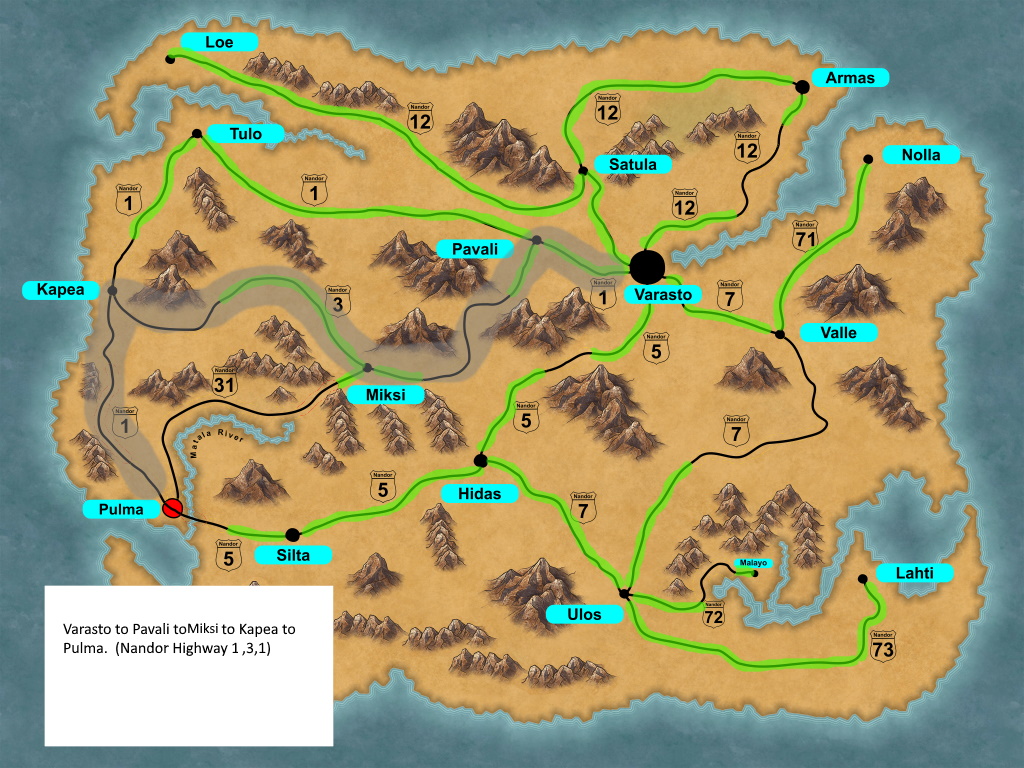 Loe
Armas
Nandor
12
Nandor
12
Nandor
12
Tulo
Satula
Nolla
Nandor
1
Nandor
1
Nandor
12
Nandor
71
Pavali
Kapea
Nandor
3
Nandor
1
Varasto
Nandor
7
Valle
Nandor
5
Nandor
31
Miksi
Nandor
1
Matala River
Nandor
5
Nandor
7
Nandor
5
Hidas
Nandor
7
Pulma
Nandor
5
Silta
Malayo
Lahti
Ulos
Nandor
72
Nandor
73
Varasto to Pavali toMiksi to Kapea to
Pulma. (Nandor Highway 1 ,3,1)